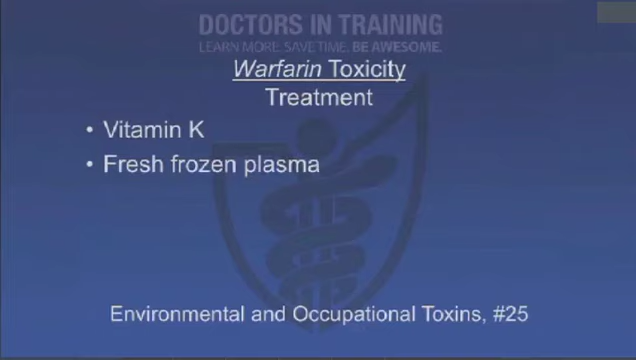 DOCTORS IN TRAINING
LEARN MORE. SAVE TIME. BE AWESOME.
Warfarin Toxicity
Treatment
• Vitamin K
• Fresh frozen plasma
Environmental and Occupational Toxins, #25